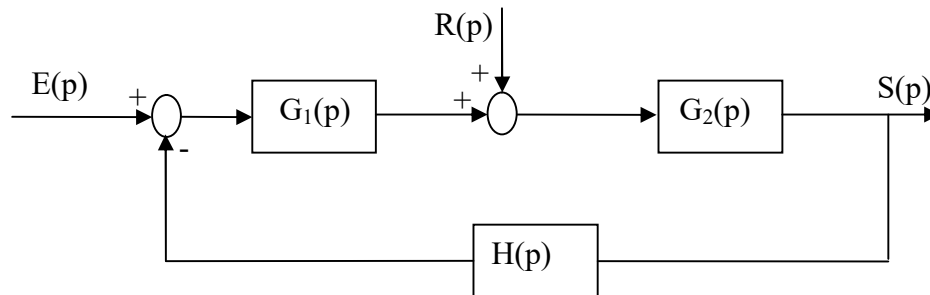 R(p)
E(p)
S(p)
+
+
+
G₁(p)
G₂(p)
-
H(p)